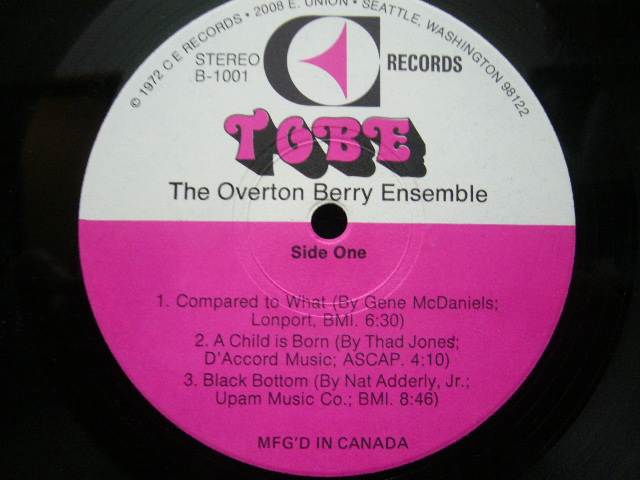 © 1972 C E RECORDS • 2008 E. UNION • SEATTLE, WASHINGTON 98122
STEREO
B-1001
RECORDS
TOBE
The Overton Berry Ensemble
Side One
1. Compared to What (By Gene McDaniels;
Lonport, BMI. 6:30)
2. A Child is Born (By Thad Jones;
D'Accord Music; ASCAP. 4:10)
3. Black Bottom (By Nat Adderly, Jr.;
Upam Music Co.; BMI. 8:46)
MFG'D IN CANADA